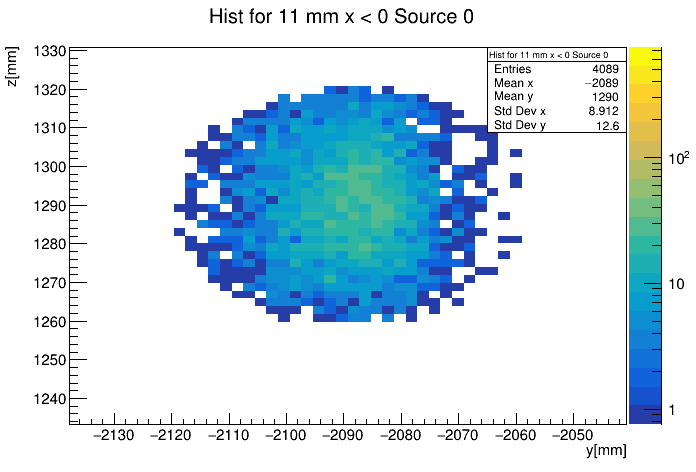 Hist for 11 mm x < 0 Source 0
z[mm]
Hist for 11 mm x < 0 Source 0
Entries 4089
Mean x −2089
Mean y 1290
Std Dev x 8.912
Std Dev y 12.6
1330
1320
1310
1300
1290
1280
1270
1260
1250
1240
10²
10
1
−2130 −2120 −2110 −2100 −2090 −2080 −2070 −2060 −2050
y[mm]